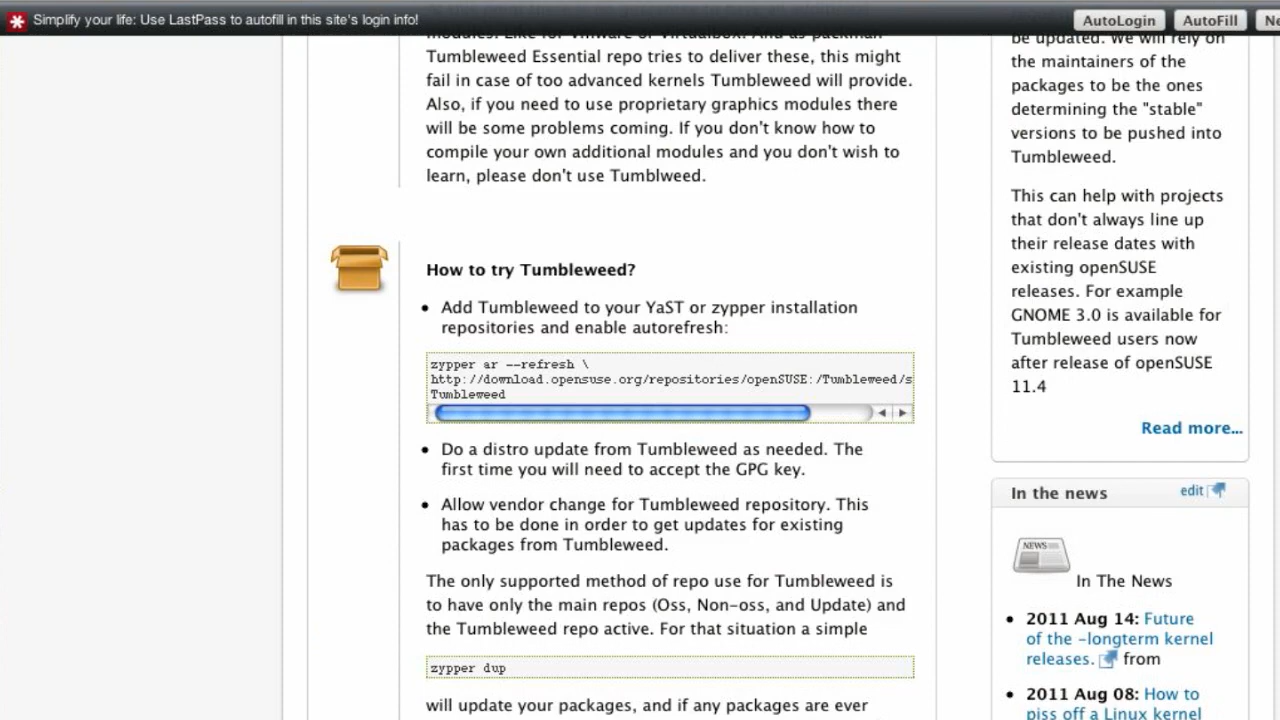 Simplify your life: Use LastPass to autofill in this site's login info!
AutoLogin
AutoFill
Ne
modules. Like for VMware or Virtualbox. And as packman
Tumbleweed Essential repo tries to deliver these, this might
fail in case of too advanced kernels Tumbleweed will provide.
Also, if you need to use proprietary graphics modules there
will be some problems coming. If you don't know how to
compile your own additional modules and you don't wish to
learn, please don't use Tumblweed.
How to try Tumbleweed?
• Add Tumbleweed to your YaST or zypper installation
repositories and enable autorefresh:
zypper ar --refresh \
http://download.opensuse.org/repositories/openSUSE:/Tumbleweed/s
Tumbleweed
• Do a distro update from Tumbleweed as needed. The
first time you will need to accept the GPG key.
• Allow vendor change for Tumbleweed repository. This
has to be done in order to get updates for existing
packages from Tumbleweed.
The only supported method of repo use for Tumbleweed is
to have only the main repos (Oss, Non-oss, and Update) and
the Tumbleweed repo active. For that situation a simple
zypper dup
will update your packages, and if any packages are ever
be updated. We will rely on
the maintainers of the
packages to be the ones
determining the "stable"
versions to be pushed into
Tumbleweed.
This can help with projects
that don't always line up
their release dates with
existing openSUSE
releases. For example
GNOME 3.0 is available for
Tumbleweed users now
after release of openSUSE
11.4
Read more...
In the news
edit
NEWS
In The News
• 2011 Aug 14: Future
of the -longterm kernel
releases. from
• 2011 Aug 08: How to
piss off a Linux kernel